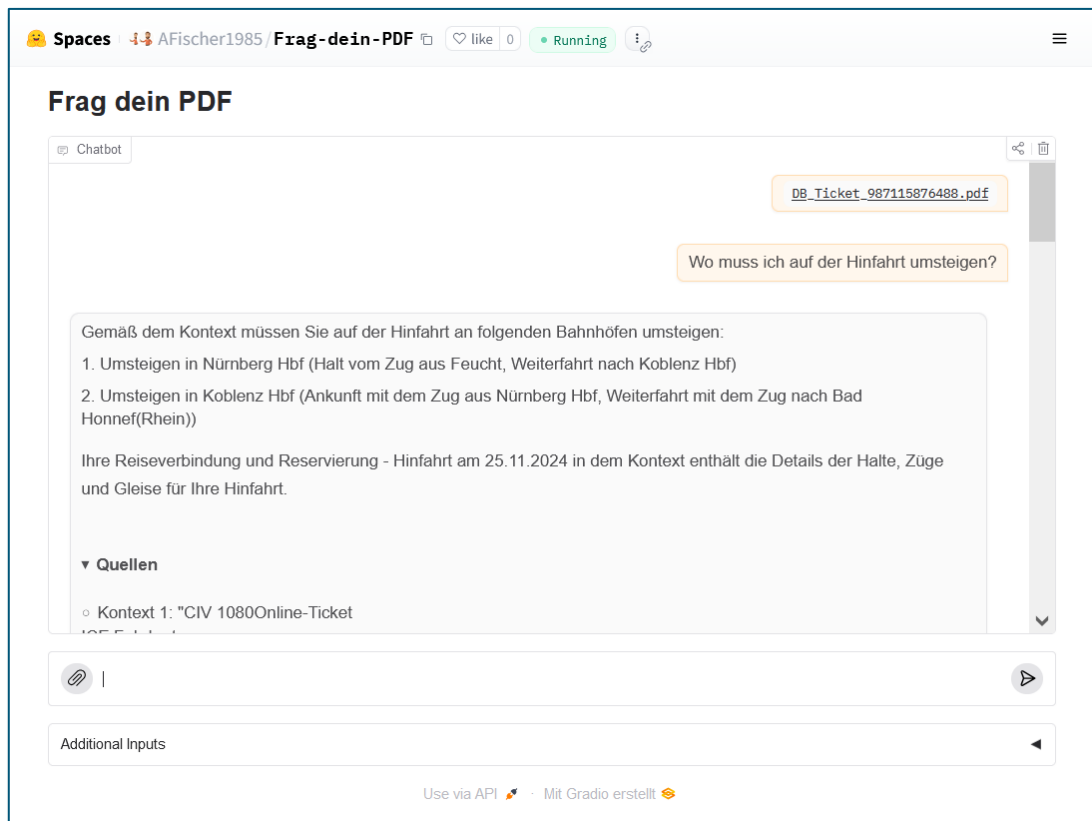 Spaces AFischer1985/Frag-dein-PDF like 0 Running
Frag dein PDF
Chatbot
DB_Ticket_987115876488.pdf
Wo muss ich auf der Hinfahrt umsteigen?
Gemäß dem Kontext müssen Sie auf der Hinfahrt an folgenden Bahnhöfen umsteigen:
1. Umsteigen in Nürnberg Hbf (Halt vom Zug aus Feucht, Weiterfahrt nach Koblenz Hbf)
2. Umsteigen in Koblenz Hbf (Ankunft mit dem Zug aus Nürnberg Hbf, Weiterfahrt mit dem Zug nach Bad
Honnef(Rhein))
Ihre Reiseverbindung und Reservierung - Hinfahrt am 25.11.2024 in dem Kontext enthält die Details der Halte, Züge
und Gleise für Ihre Hinfahrt.
▾ Quellen
○ Kontext 1: "CIV 1080Online-Ticket
Additional Inputs
Use via API · Mit Gradio erstellt